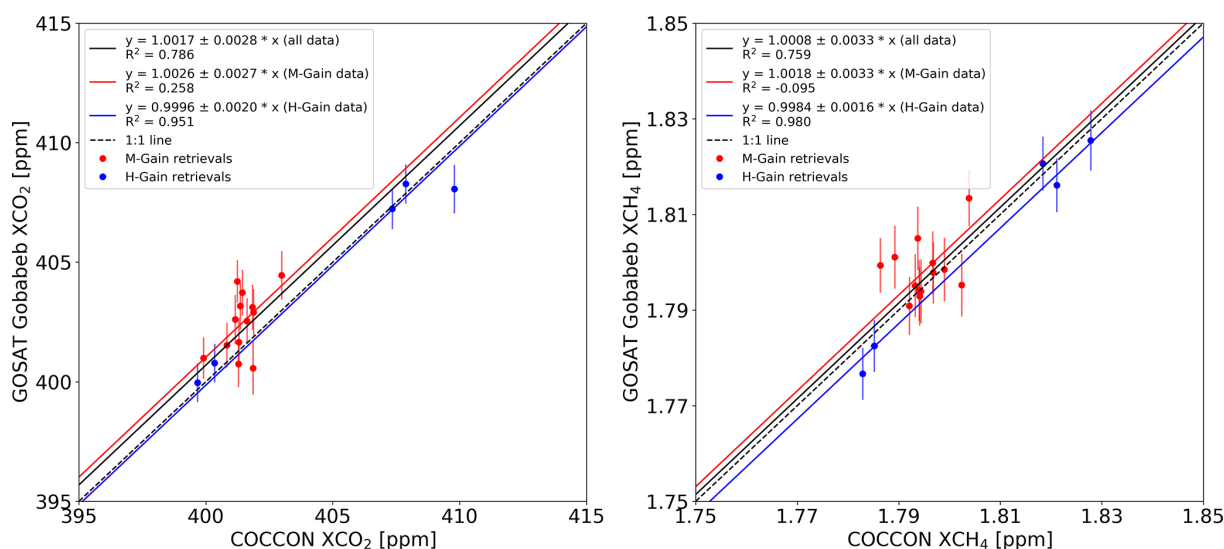 y = 1.0017 ± 0.0028 * x (all data)
R² = 0.786
y = 1.0026 ± 0.0027 * x (M-Gain data)
R² = 0.258
y = 0.9996 ± 0.0020 * x (H-Gain data)
R² = 0.951
1:1 line
M-Gain retrievals
H-Gain retrievals
GOSAT Gobabeb XCO₂ [ppm]
415
410
405
400
395
395 400 405 410 415
COCCON XCO₂ [ppm]
y = 1.0008 ± 0.0033 * x (all data)
R² = 0.759
y = 1.0018 ± 0.0033 * x (M-Gain data)
R² = -0.095
y = 0.9984 ± 0.0016 * x (H-Gain data)
R² = 0.980
1:1 line
M-Gain retrievals
H-Gain retrievals
GOSAT Gobabeb XCH₄ [ppm]
1.85
1.83
1.81
1.79
1.77
1.75
1.75 1.77 1.79 1.81 1.83 1.85
COCCON XCH₄ [ppm]